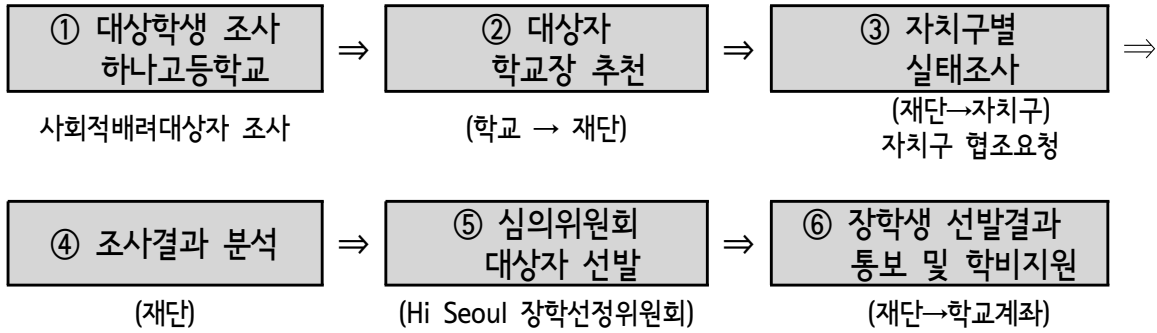 ① 대상학생 조사
하나고등학교
⇒
② 대상자
학교장 추천
⇒
③ 자치구별
실태조사
⇒
사회적배려대상자 조사
(학교 → 재단)
(재단→자치구)
자치구 협조요청
④ 조사결과 분석
⇒
⑤ 심의위원회
대상자 선발
⇒
⑥ 장학생 선발결과
통보 및 학비지원
(재단)
(Hi Seoul 장학선정위원회)
(재단→학교계좌)